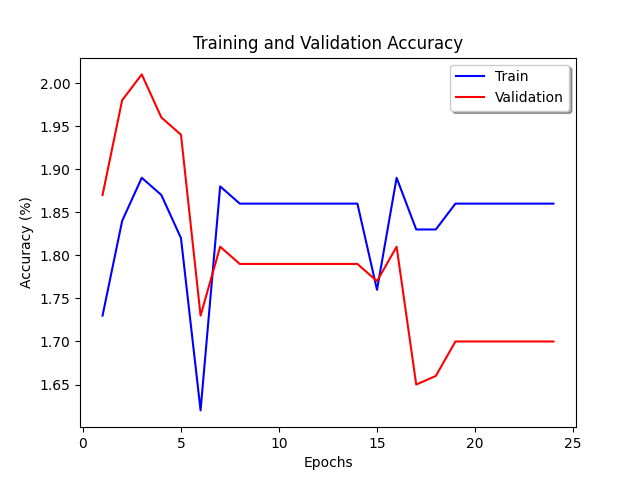 Training and Validation Accuracy
Train
Validation
2.00
1.95
1.90
1.85
1.80
1.75
1.70
1.65
Accuracy (%)
0 5 10 15 20 25
Epochs